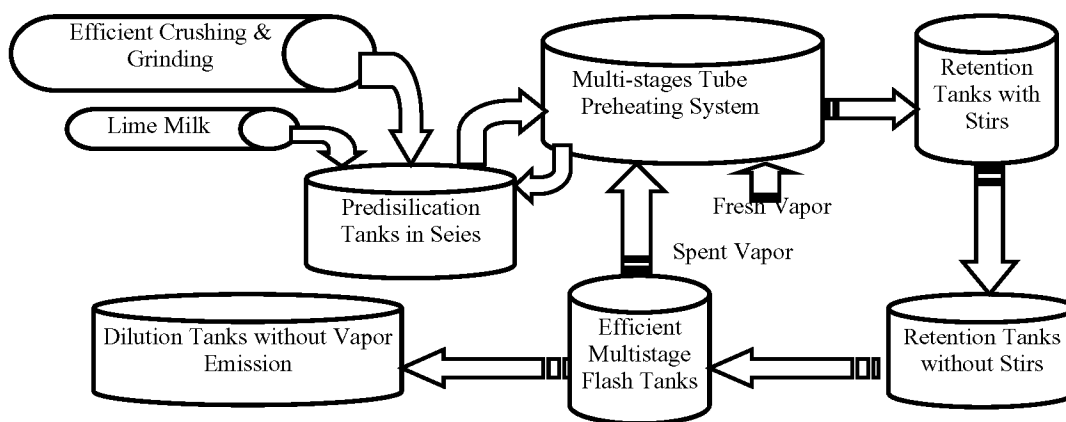 Efficient Crushing &
Grinding
Lime Milk
Predisilication
Tanks in Seies
Multi-stages Tube
Preheating System
Retention
Tanks with
Stirs
Fresh Vapor
Spent Vapor
Dilution Tanks without Vapor
Emission
Efficient
Multistage
Flash Tanks
Retention Tanks
without Stirs